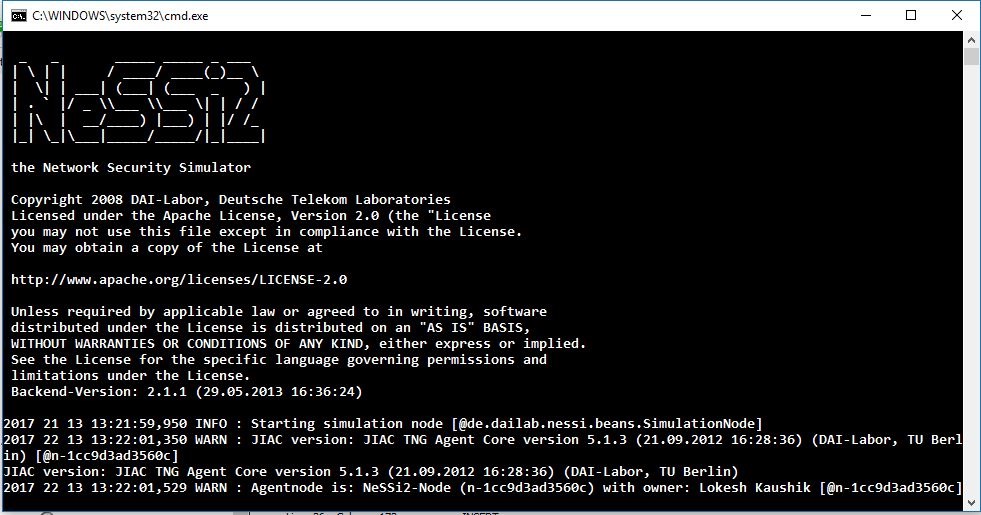 C:\WINDOWS\system32\cmd.exe
NeSSi2
the Network Security Simulator
Copyright 2008 DAI-Labor, Deutsche Telekom Laboratories
Licensed under the Apache License, Version 2.0 (the "License
you may not use this file except in compliance with the License.
You may obtain a copy of the License at
http://www.apache.org/licenses/LICENSE-2.0
Unless required by applicable law or agreed to in writing, software
distributed under the License is distributed on an "AS IS" BASIS,
WITHOUT WARRANTIES OR CONDITIONS OF ANY KIND, either express or implied.
See the License for the specific language governing permissions and
limitations under the License.
Backend-Version: 2.1.1 (29.05.2013 16:36:24)
2017 21 13 13:21:59,950 INFO : Starting simulation node [@de.dailab.nessi.beans.SimulationNode]
2017 22 13 13:22:01,350 WARN : JIAC version: JIAC TNG Agent Core version 5.1.3 (21.09.2012 16:28:36) (DAI-Labor, TU Berl
in) [@n-1cc9d3ad3560c]
JIAC version: JIAC TNG Agent Core version 5.1.3 (21.09.2012 16:28:36) (DAI-Labor, TU Berlin)
2017 22 13 13:22:01,529 WARN : Agentnode is: NeSSi2-Node (n-1cc9d3ad3560c) with owner: Lokesh Kaushik [@n-1cc9d3ad3560c]